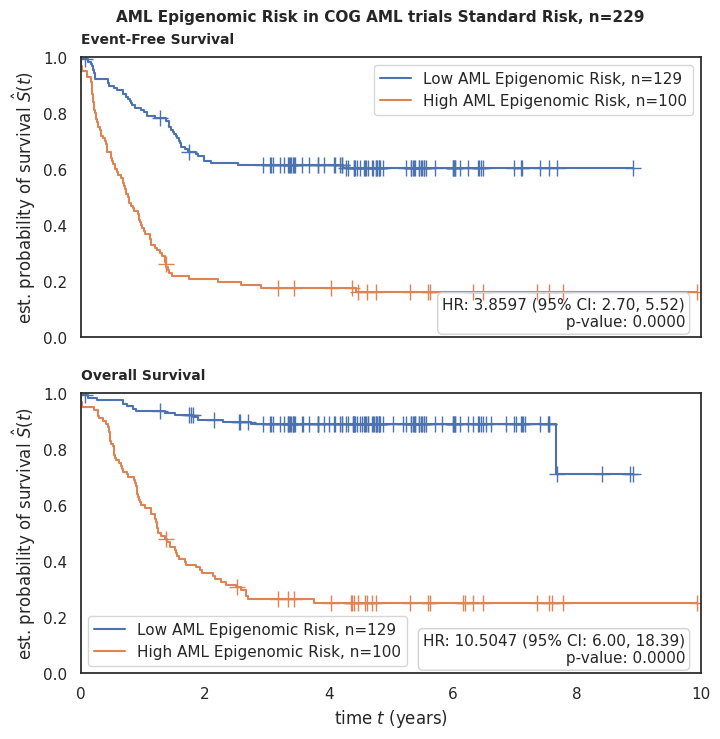 AML Epigenomic Risk in COG AML trials Standard Risk, n=229
Event-Free Survival
1.0
0.8
0.6
0.4
0.2
0.0
est. probability of survival Ŝ(t)
Low AML Epigenomic Risk, n=129
High AML Epigenomic Risk, n=100
HR: 3.8597 (95% CI: 2.70, 5.52)
p-value: 0.0000
Overall Survival
1.0
0.8
0.6
0.4
0.2
0.0
est. probability of survival Ŝ(t)
Low AML Epigenomic Risk, n=129
High AML Epigenomic Risk, n=100
HR: 10.5047 (95% CI: 6.00, 18.39)
p-value: 0.0000
0 2 4 6 8 10
time t (years)